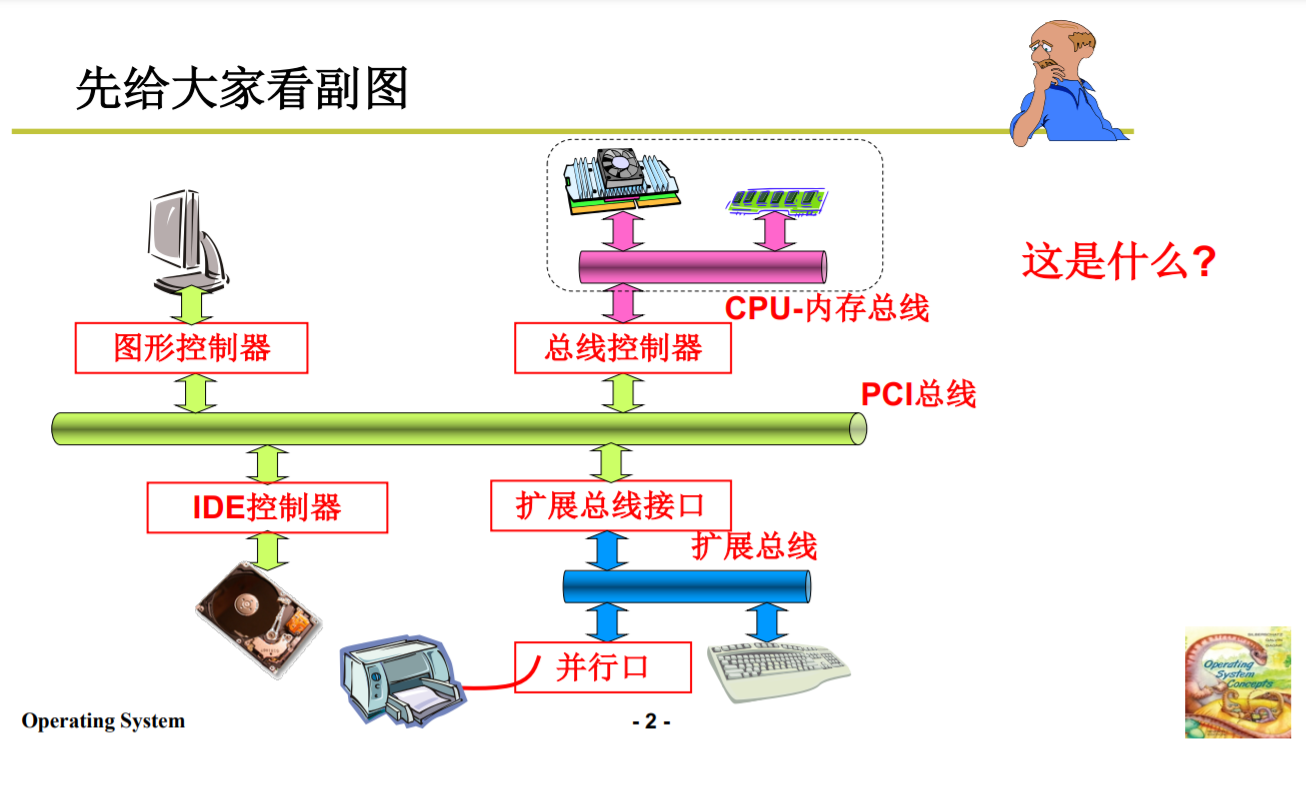 先给大家看副图
这是什么?
CPU-内存总线
图形控制器
总线控制器
PCI总线
IDE控制器
扩展总线接口
扩展总线
并行口
Operating
System
Concepts
Operating System
- 2 -